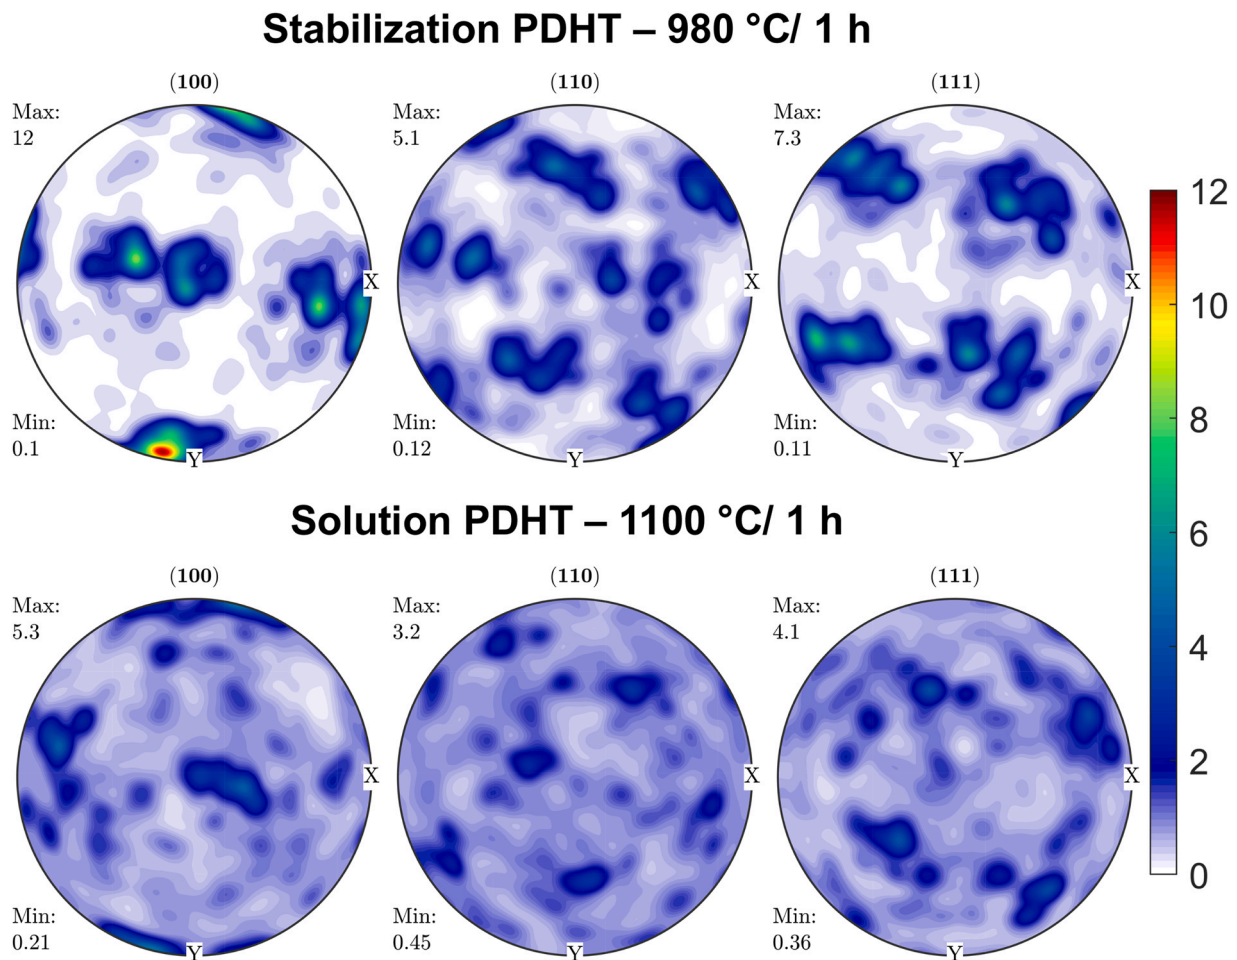 Stabilization PDHT – 980 °C/ 1 h
(100)
(110)
(111)
Max:
12
Max:
5.1
Max:
7.3
X
X
X
Min:
0.1
Min:
0.12
Min:
0.11
Y
Y
Y
Solution PDHT – 1100 °C/ 1 h
(100)
(110)
(111)
Max:
5.3
Max:
3.2
Max:
4.1
X
X
X
Min:
0.21
Min:
0.45
Min:
0.36
Y
Y
Y
12
10
8
6
4
2
0